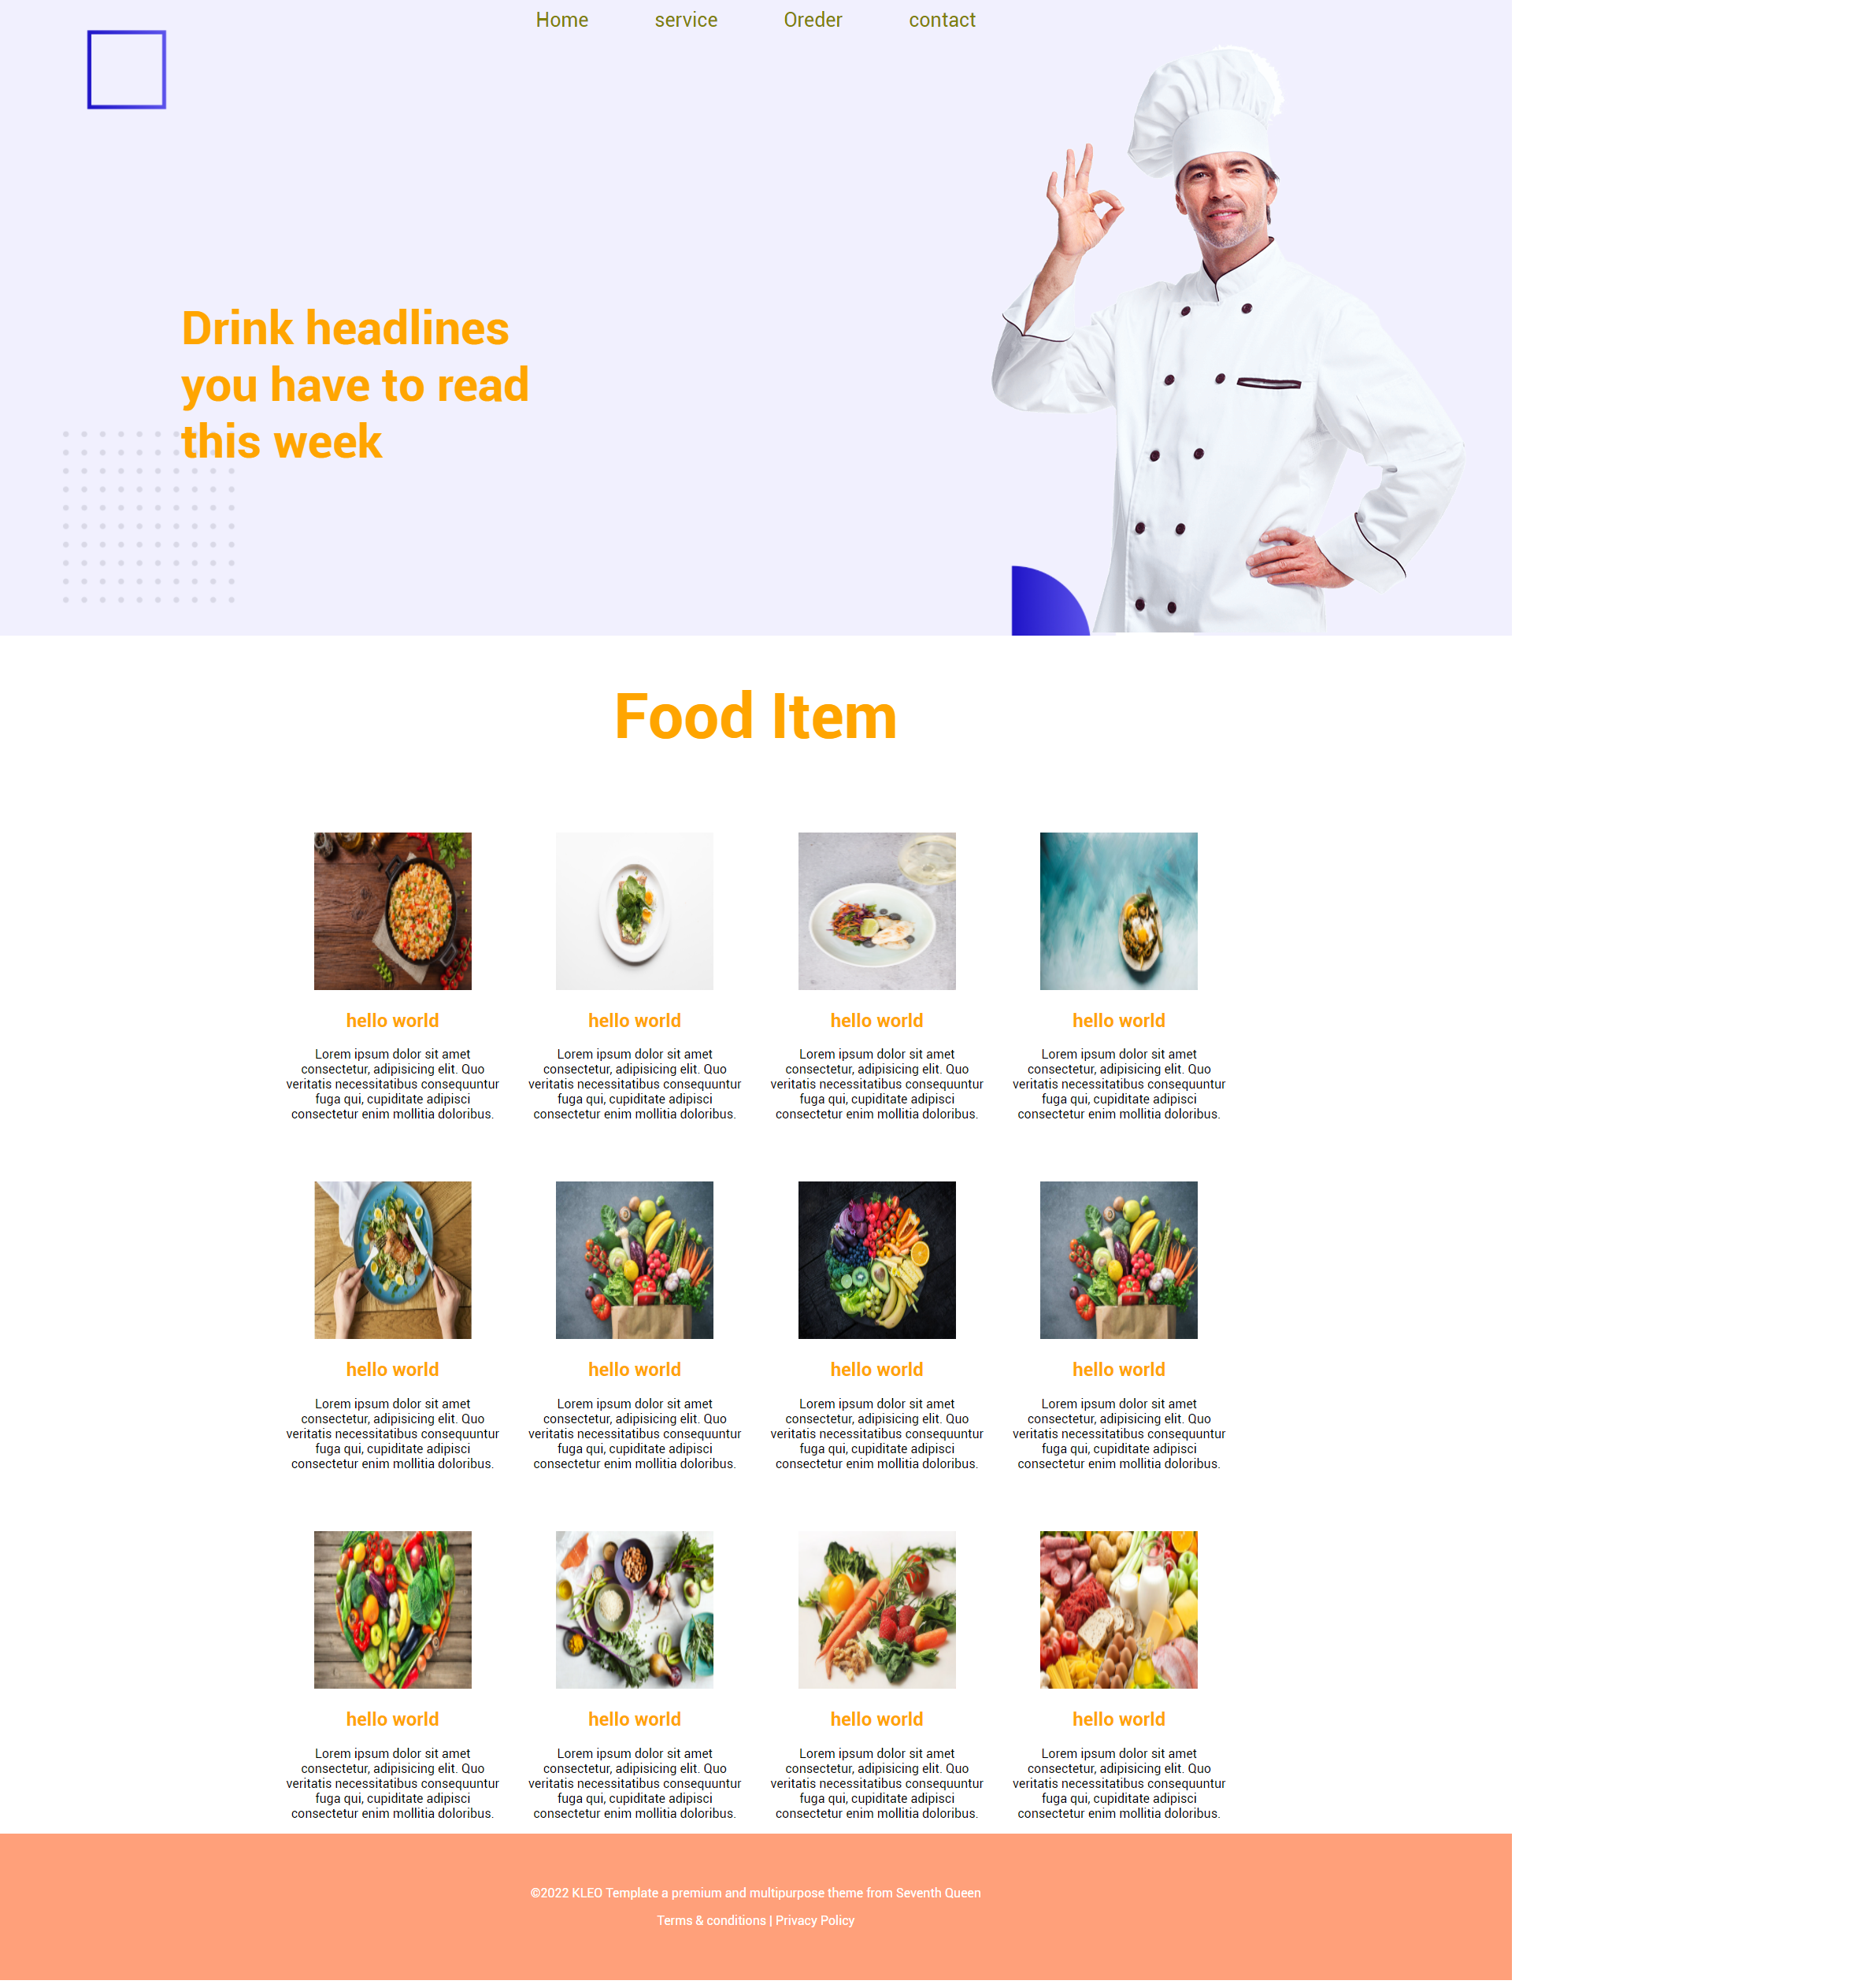 Home service Oreder contact
Drink headlines
you have to read
this week
Food Item
hello world
Lorem ipsum dolor sit amet
consectetur, adipisicing elit. Quo
veritatis necessitatibus consequuntur
fuga qui, cupiditate adipisci
consectetur enim mollitia doloribus.
hello world
Lorem ipsum dolor sit amet
consectetur, adipisicing elit. Quo
veritatis necessitatibus consequuntur
fuga qui, cupiditate adipisci
consectetur enim mollitia doloribus.
hello world
Lorem ipsum dolor sit amet
consectetur, adipisicing elit. Quo
veritatis necessitatibus consequuntur
fuga qui, cupiditate adipisci
consectetur enim mollitia doloribus.
hello world
Lorem ipsum dolor sit amet
consectetur, adipisicing elit. Quo
veritatis necessitatibus consequuntur
fuga qui, cupiditate adipisci
consectetur enim mollitia doloribus.
hello world
Lorem ipsum dolor sit amet
consectetur, adipisicing elit. Quo
veritatis necessitatibus consequuntur
fuga qui, cupiditate adipisci
consectetur enim mollitia doloribus.
hello world
Lorem ipsum dolor sit amet
consectetur, adipisicing elit. Quo
veritatis necessitatibus consequuntur
fuga qui, cupiditate adipisci
consectetur enim mollitia doloribus.
hello world
Lorem ipsum dolor sit amet
consectetur, adipisicing elit. Quo
veritatis necessitatibus consequuntur
fuga qui, cupiditate adipisci
consectetur enim mollitia doloribus.
hello world
Lorem ipsum dolor sit amet
consectetur, adipisicing elit. Quo
veritatis necessitatibus consequuntur
fuga qui, cupiditate adipisci
consectetur enim mollitia doloribus.
hello world
Lorem ipsum dolor sit amet
consectetur, adipisicing elit. Quo
veritatis necessitatibus consequuntur
fuga qui, cupiditate adipisci
consectetur enim mollitia doloribus.
hello world
Lorem ipsum dolor sit amet
consectetur, adipisicing elit. Quo
veritatis necessitatibus consequuntur
fuga qui, cupiditate adipisci
consectetur enim mollitia doloribus.
hello world
Lorem ipsum dolor sit amet
consectetur, adipisicing elit. Quo
veritatis necessitatibus consequuntur
fuga qui, cupiditate adipisci
consectetur enim mollitia doloribus.
hello world
Lorem ipsum dolor sit amet
consectetur, adipisicing elit. Quo
veritatis necessitatibus consequuntur
fuga qui, cupiditate adipisci
consectetur enim mollitia doloribus.
©2022 KLEO Template a premium and multipurpose theme from Seventh Queen
Terms & conditions | Privacy Policy